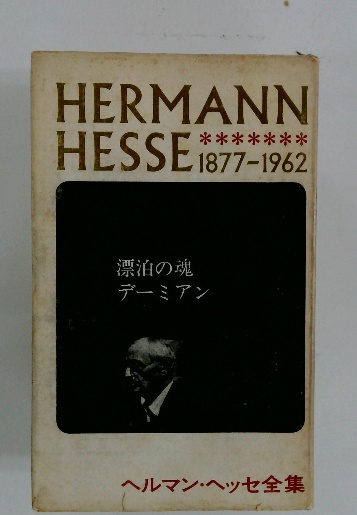 HERMANN
HESSE*******
1877-1962
漂泊の魂
デーミアン
ヘルマン·ヘッセ全集